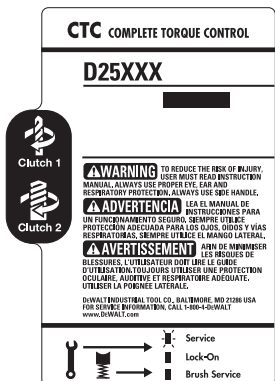 CTC COMPLETE TORQUE CONTROL
D25XXX
Clutch 1
Clutch 2
WARNING TO REDUCE THE RISK OF INJURY,
USER MUST READ INSTRUCTION
MANUAL, ALWAYS USE PROPER EYE, EAR AND
RESPIRATORY PROTECTION, ALWAYS USE SIDE HANDLE.
ADVERTENCIA LEA EL MANUAL DE
INSTRUCCIONES PARA
UN FUNCIONAMIENTO SEGURO, SIEMPRE UTILICE
PROTECCIÓN ADECUADA PARA LOS OJOS, OÍDOS Y VÍAS
RESPIRATORIAS, SIEMPRE UTILICE EL MANGO LATERAL.
AVERTISSEMENT AFIN DE MINIMISER
LES RISQUES DE
BLESSURES, L'UTILISATEUR DOIT LIRE LE GUIDE
D'UTILISATION.TOUJOURS UTILISER UNE PROTECTION
OCULAIRE, AUDITIVE ET RESPIRATOIRE ADÉQUATE.
UTILISER LA POIGNÉE LATÉRALE.
DEWALT INDUSTRIAL TOOL CO., BALTIMORE, MD 21286 USA
FOR SERVICE INFORMATION, CALL 1-800-4-DEWALT
www.DEWALT.com
Service
Lock-On
Brush Service